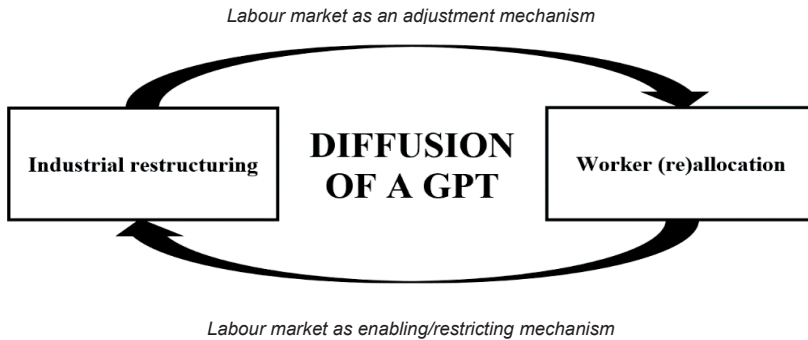 Labour market as an adjustment mechanism
Industrial restructuring
DIFFUSION
OF A GPT
Worker (re)allocation
Labour market as enabling/restricting mechanism